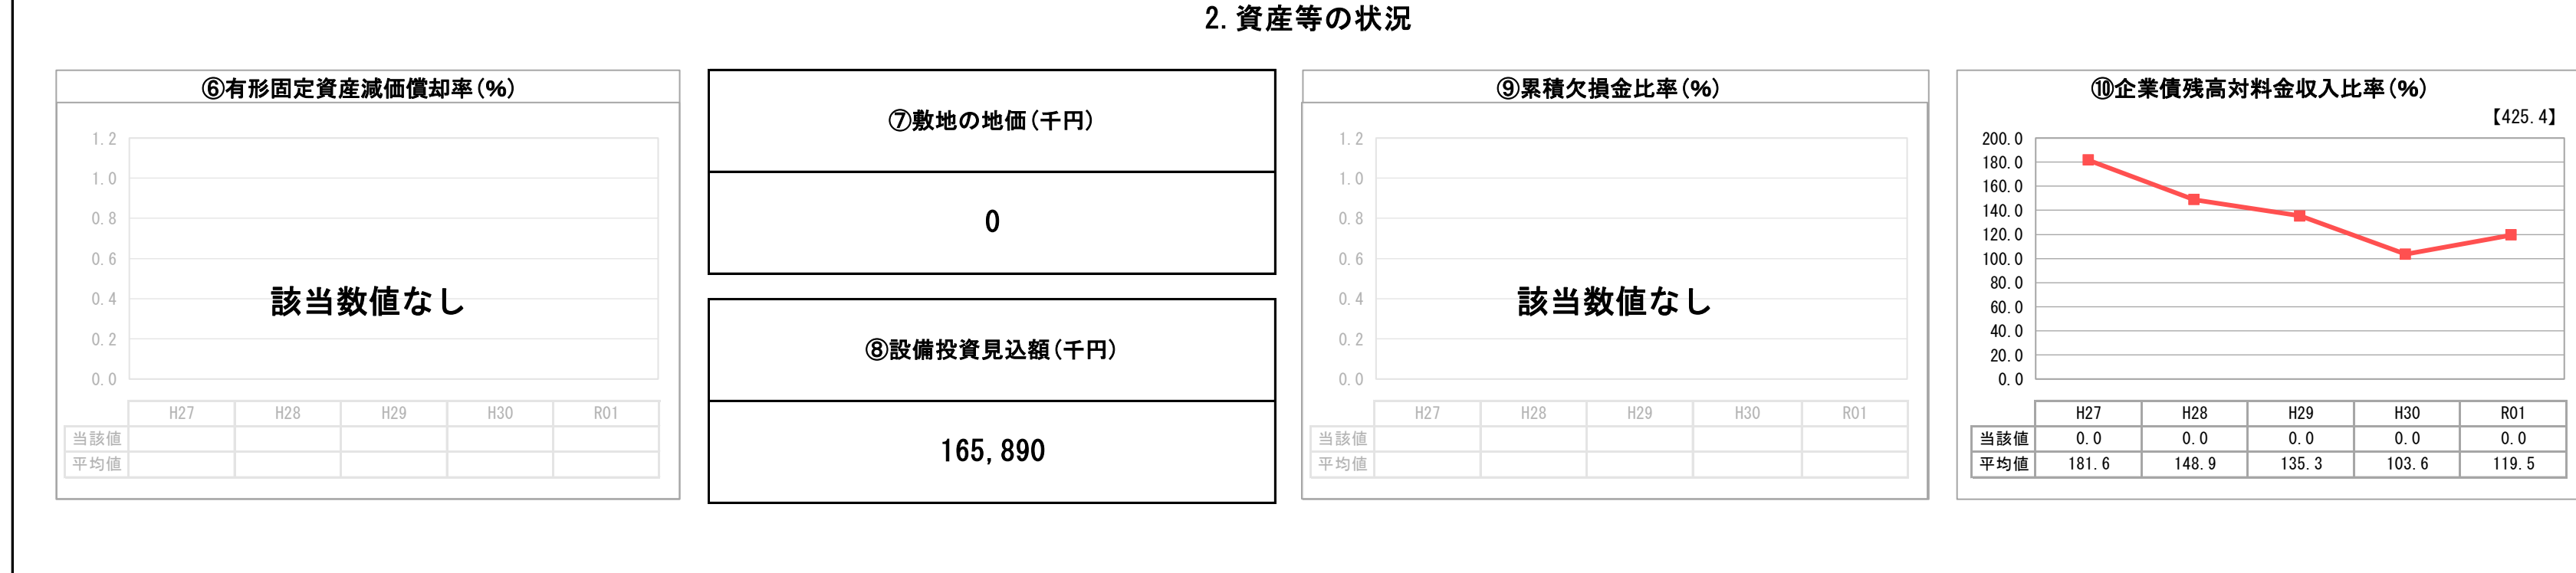 2.資産等の状況
⑥有形固定資産減価償却率(%)
1.2
1.0
0.8
0.6
0.4
0.2
0.0
該当数値なし
H27 H28 H29 H30 R01
当該値
平均値
⑦敷地の地価(千円)
0
⑧設備投資見込額(千円)
165,890
⑨累積欠損金比率(%)
1.2
1.0
0.8
0.6
0.4
0.2
0.0
該当数値なし
H27 H28 H29 H30 R01
当該値
平均値
⑩企業債残高対料金収入比率(%)
【425.4】
200.0
180.0
160.0
140.0
120.0
100.0
80.0
60.0
40.0
20.0
0.0
H27 H28 H29 H30 R01
当該値 0.0 0.0 0.0 0.0 0.0
平均値 181.6 148.9 135.3 103.6 119.5